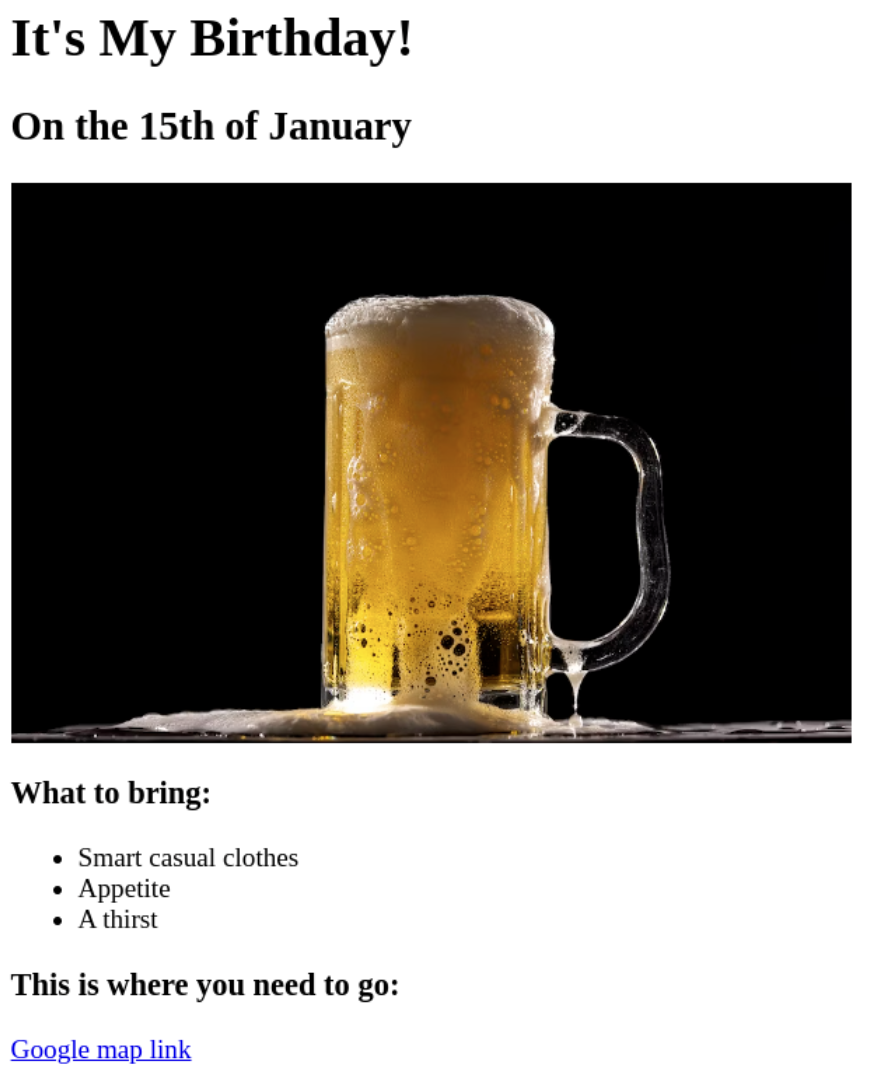 It's My Birthday!
On the 15th of January
What to bring:
Smart casual clothes
Appetite
A thirst
This is where you need to go:
Google map link